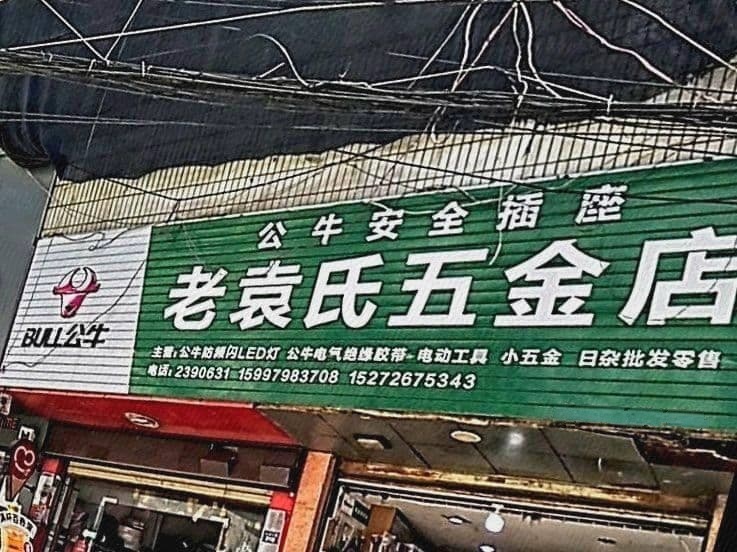 公牛安全插座
老袁氏五金店
BULL公牛
主营:公牛防频闪LED灯 公牛电气绝缘胶带 电动工具 小五金 日杂批发零售
电话:2390631 15997983708 15272675343